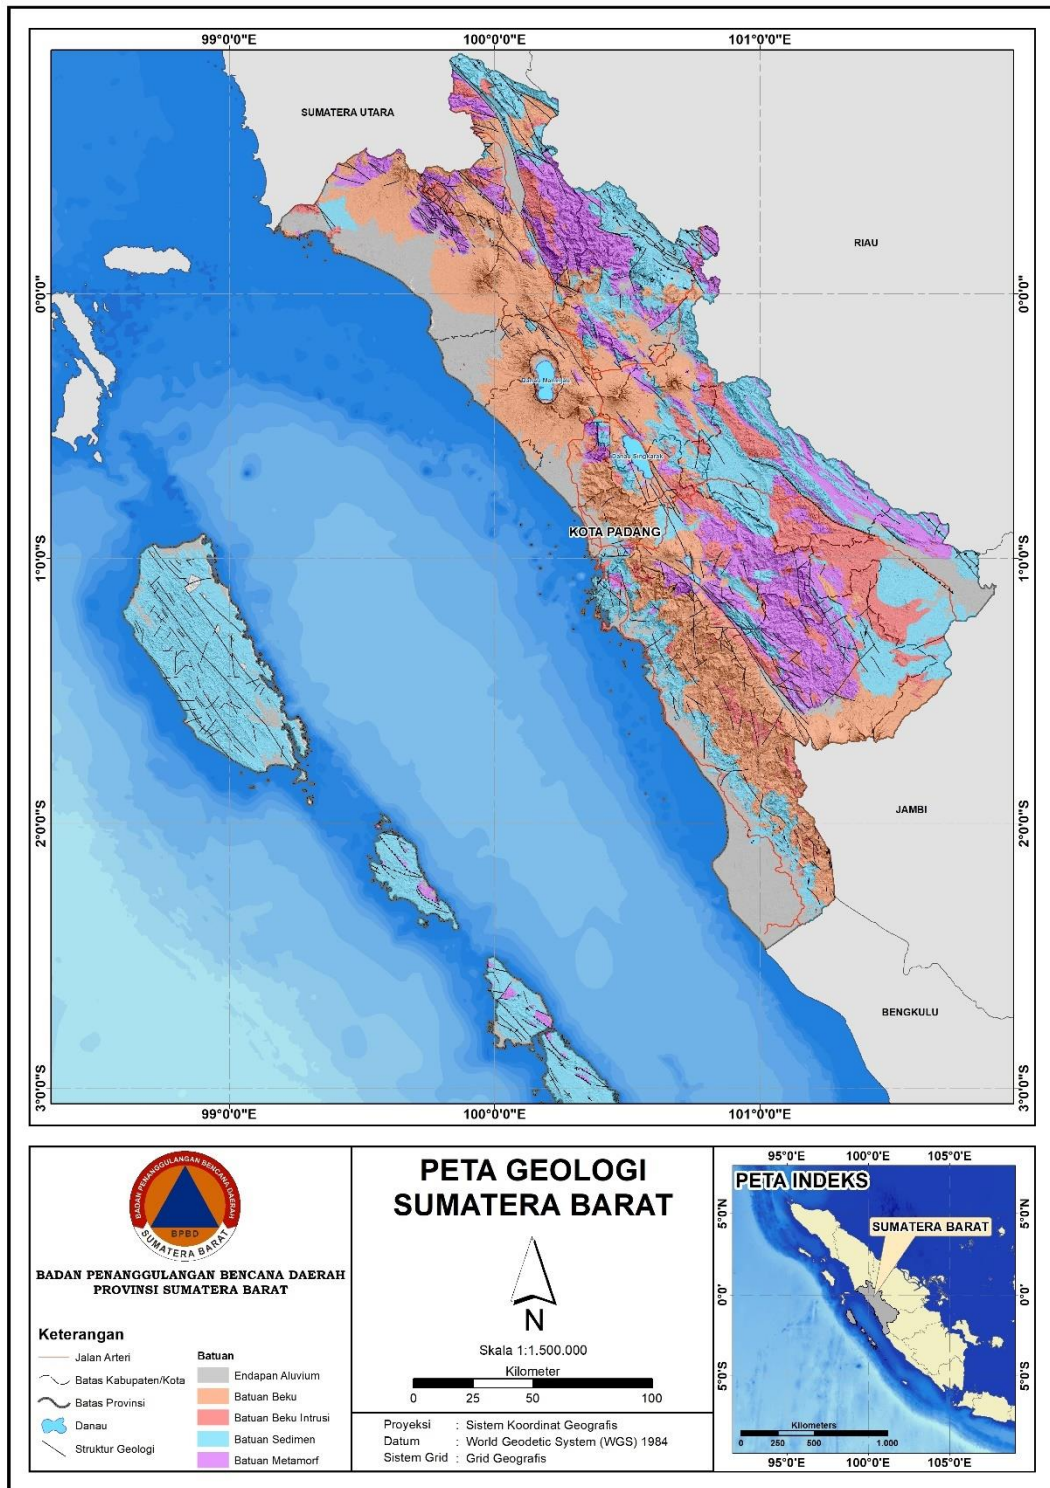 99°0'0"E 100°0'0"E 101°0'0"E
SUMATERA UTARA
RIAU
0°0'0" 0°0'0"
Danau Maninjau
Danau Singkarak
KOTA PADANG
1°0'0"S 1°0'0"S
JAMBI
2°0'0"S 2°0'0"S
BENGKULU
3°0'0"S 3°0'0"S
99°0'0"E 100°0'0"E 101°0'0"E
BADAN PENANGGULANGAN BENCANA DAERAH
BPBD
SUMATERA BARAT
BADAN PENANGGULANGAN BENCANA DAERAH
PROVINSI SUMATERA BARAT
Keterangan
Jalan Arteri
Batas Kabupaten/Kota
Batas Provinsi
Danau
Struktur Geologi
Batuan
Endapan Aluvium
Batuan Beku
Batuan Beku Intrusi
Batuan Sedimen
Batuan Metamorf
PETA GEOLOGI
SUMATERA BARAT
N
Skala 1:1.500.000
Kilometer
0 25 50 100
Proyeksi : Sistem Koordinat Geografis
Datum : World Geodetic System (WGS) 1984
Sistem Grid : Grid Geografis
95°0'E 100°0'E 105°0'E
PETA INDEKS
5°0'N 5°0'N
SUMATERA BARAT
0°0' 0°0'
5°0'S 5°0'S
Kilometers
0 250 500 1.000
95°0'E 100°0'E 105°0'E